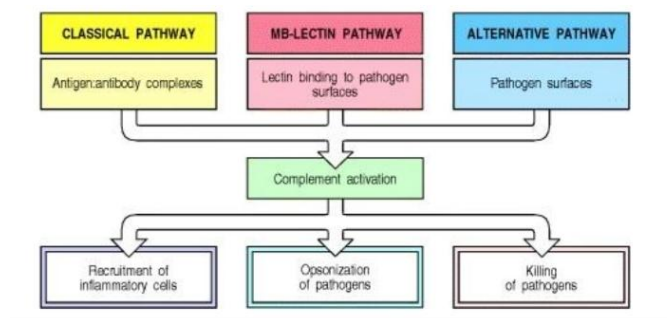 CLASSICAL PATHWAY
MB-LECTIN PATHWAY
ALTERNATIVE PATHWAY
Antigen:antibody complexes
Lectin binding to pathogen
surfaces
Pathogen surfaces
Complement activation
Recruitment of
inflammatory cells
Opsonization
of pathogens
Killing
of pathogens